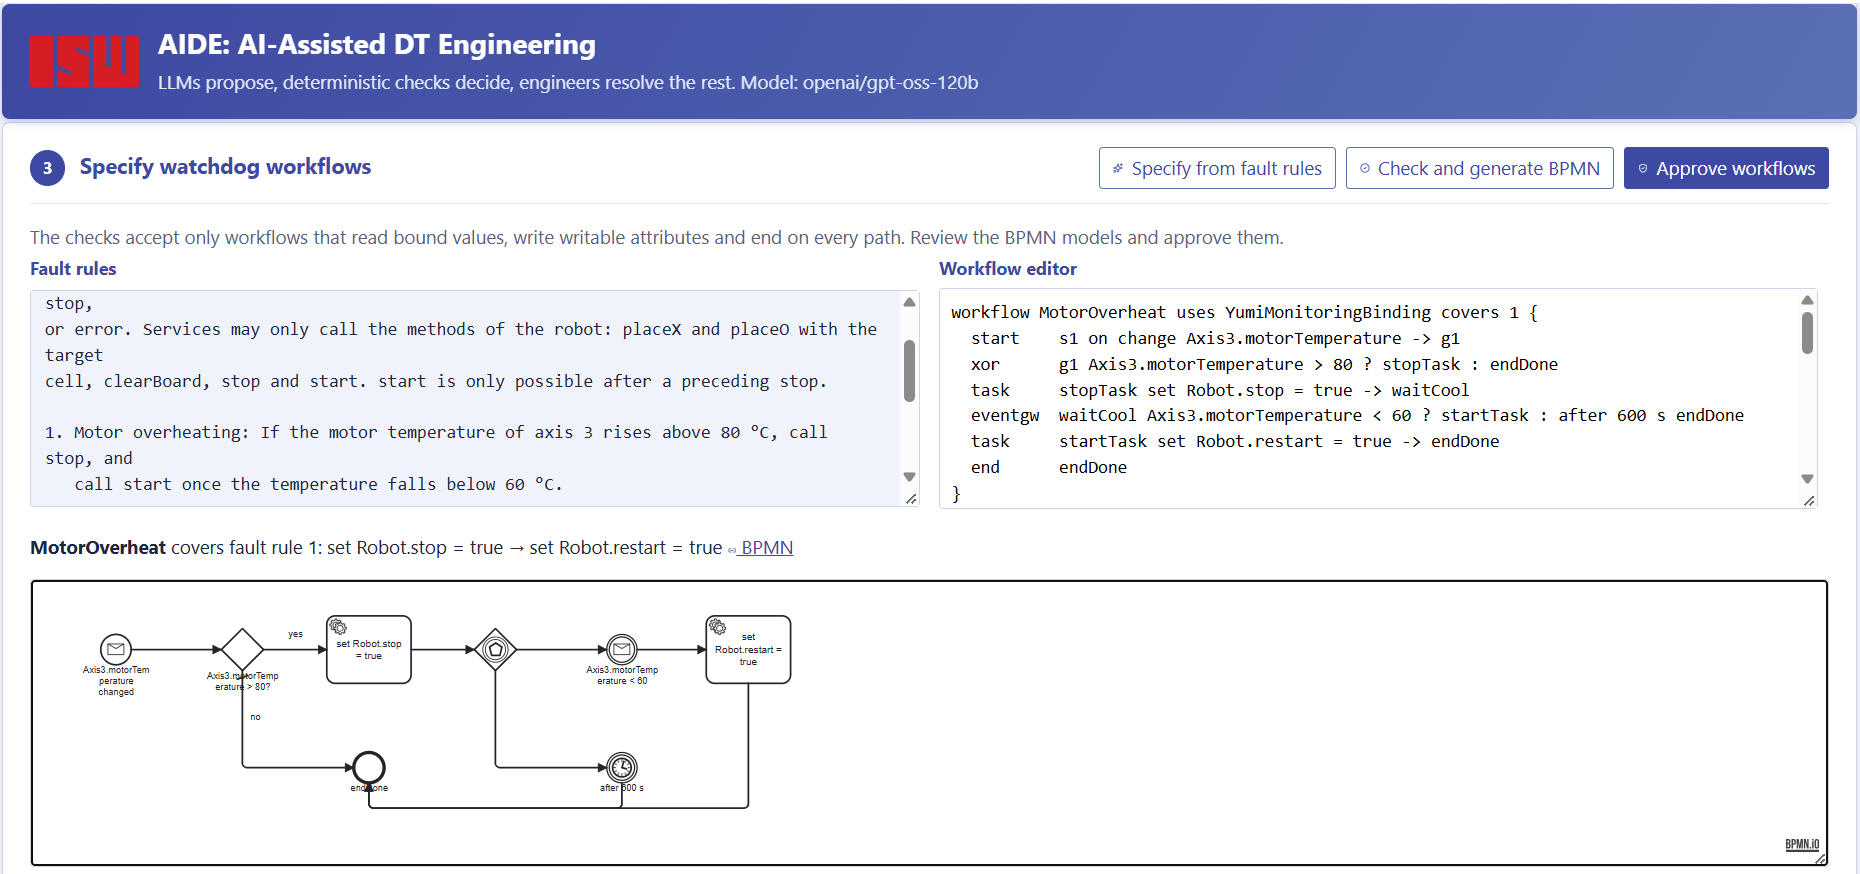 ISW
AIDE: AI-Assisted DT Engineering
LLMs propose, deterministic checks decide, engineers resolve the rest. Model: openai/gpt-oss-120b
3
Specify watchdog workflows
Specify from fault rules
Check and generate BPMN
Approve workflows
The checks accept only workflows that read bound values, write writable attributes and end on every path. Review the BPMN models and approve them.
Fault rules
stop,
or error. Services may only call the methods of the robot: placeX and placeO with the
target
cell, clearBoard, stop and start. start is only possible after a preceding stop.
1. Motor overheating: If the motor temperature of axis 3 rises above 80 °C, call
stop, and
call start once the temperature falls below 60 °C.
Workflow editor
workflow MotorOverheat uses YumiMonitoringBinding covers 1 {
start s1 on change Axis3.motorTemperature -> g1
xor g1 Axis3.motorTemperature > 80 ? stopTask : endDone
task stopTask set Robot.stop = true -> waitCool
eventgw waitCool Axis3.motorTemperature < 60 ? startTask : after 600 s endDone
task startTask set Robot.restart = true -> endDone
end endDone
}
MotorOverheat covers fault rule 1: set Robot.stop = true → set Robot.restart = true BPMN
Axis3.motorTem
perature
changed
Axis3.motorTemp
erature > 80?
yes
no
set Robot.stop
= true
Axis3.motorTemp
erature < 60
set
Robot.restart =
true
endDone
after 600 s
BPMN.iO